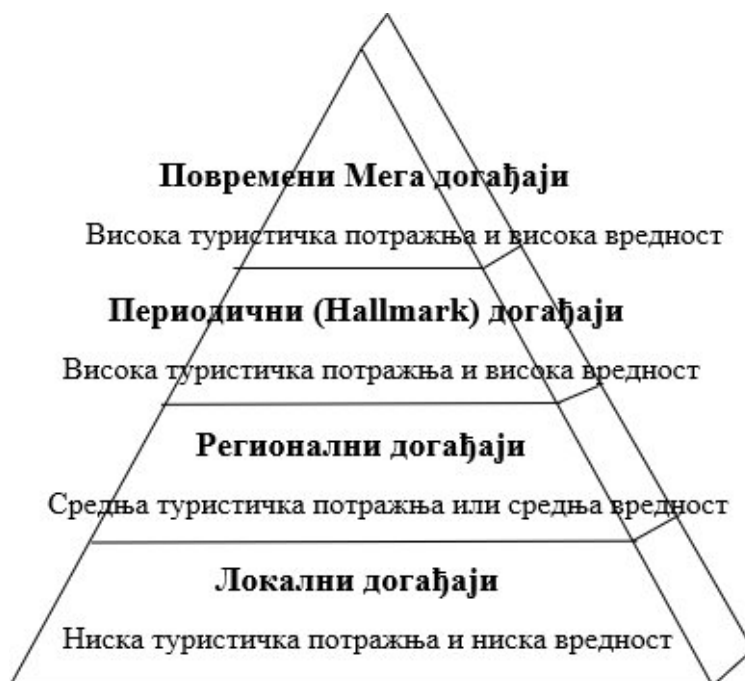 Повремени Мега догађаји
Висока туристичка потражња и висока вредност
Периодични (Hallmark) догађаји
Висока туристичка потражња и висока вредност
Регионални догађаји
Средња туристичка потражња или средња вредност
Локални догађаји
Ниска туристичка потражња и ниска вредност